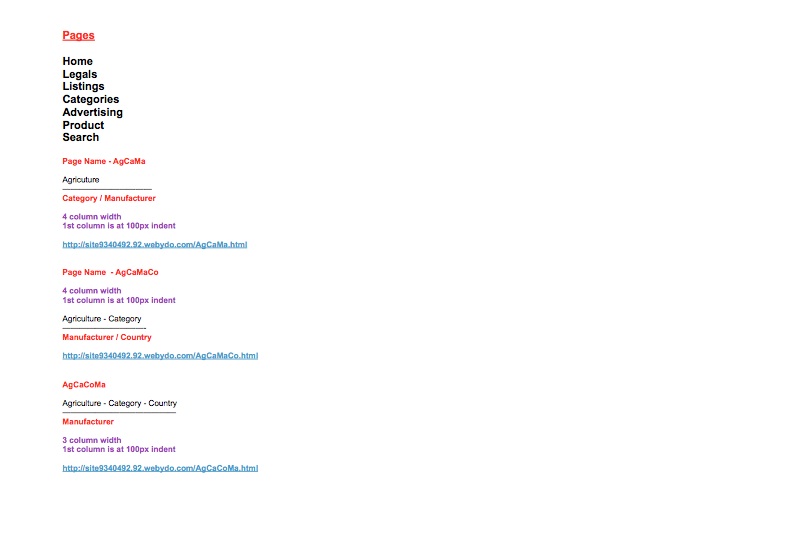 Pages
Home
Legals
Listings
Categories
Advertising
Product
Search
Page Name - AgCaMa
Agricuture
Category / Manufacturer
4 column width
1st column is at 100px indent
http://site9340492.92.webydo.com/AgCaMa.html
Page Name - AgCaMaCo
4 column width
1st column is at 100px indent
Agriculture - Category
Manufacturer / Country
http://site9340492.92.webydo.com/AgCaMaCo.html
AgCaCoMa
Agriculture - Category - Country
Manufacturer
3 column width
1st column is at 100px indent
http://site9340492.92.webydo.com/AgCaCoMa.html